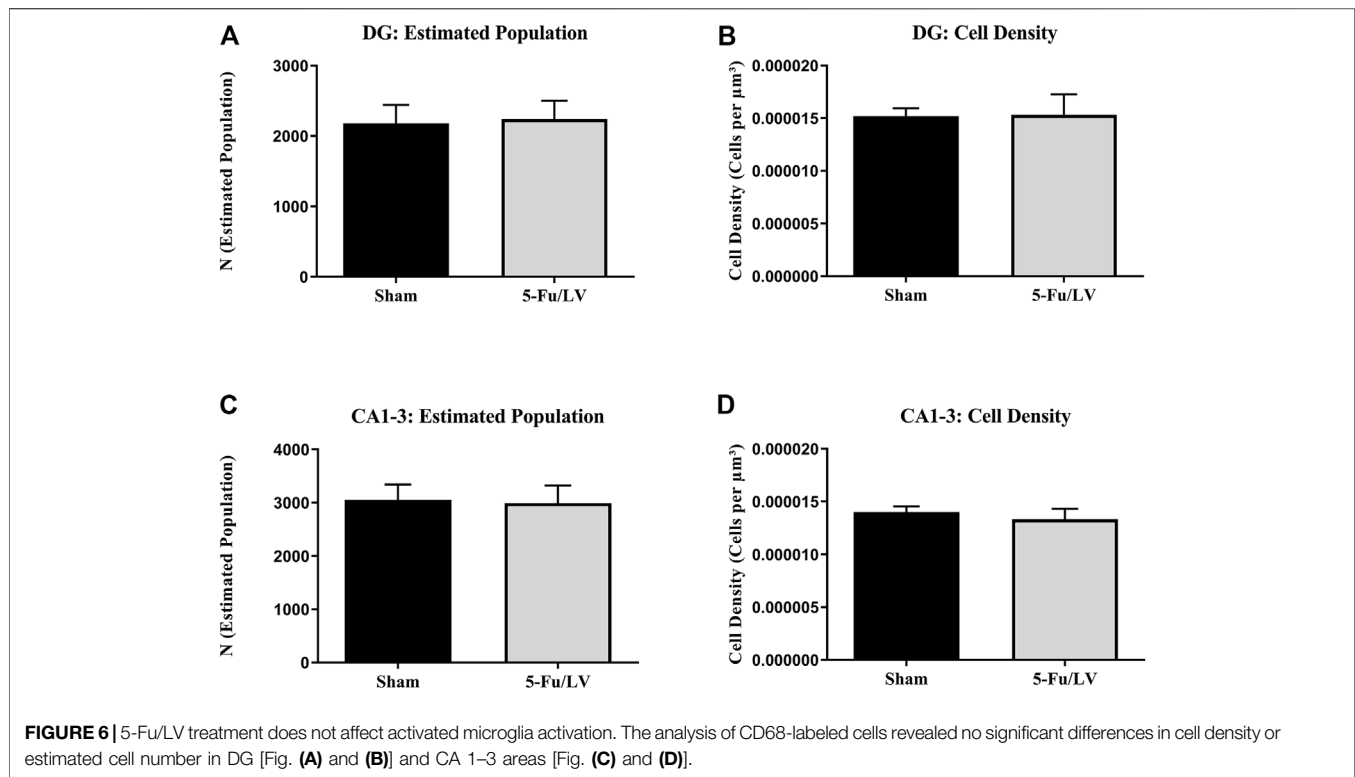 A
DG: Estimated Population
N (Estimated Population)
3000
2000
1000
0
Sham
5-Fu/LV
B
DG: Cell Density
Cell Density (Cells per µm³)
0.000020
0.000015
0.000010
0.000005
0.000000
Sham
5-Fu/LV
C
CA1-3: Estimated Population
N (Estimated Population)
4000
3000
2000
1000
0
Sham
5-Fu/LV
D
CA1-3: Cell Density
Cell Density (Cells per µm³)
0.000020
0.000015
0.000010
0.000005
0.000000
Sham
5-Fu/LV
FIGURE 6 | 5-Fu/LV treatment does not affect activated microglia activation. The analysis of CD68-labeled cells revealed no significant differences in cell density or
estimated cell number in DG [Fig. (A) and (B)] and CA 1–3 areas [Fig. (C) and (D)].